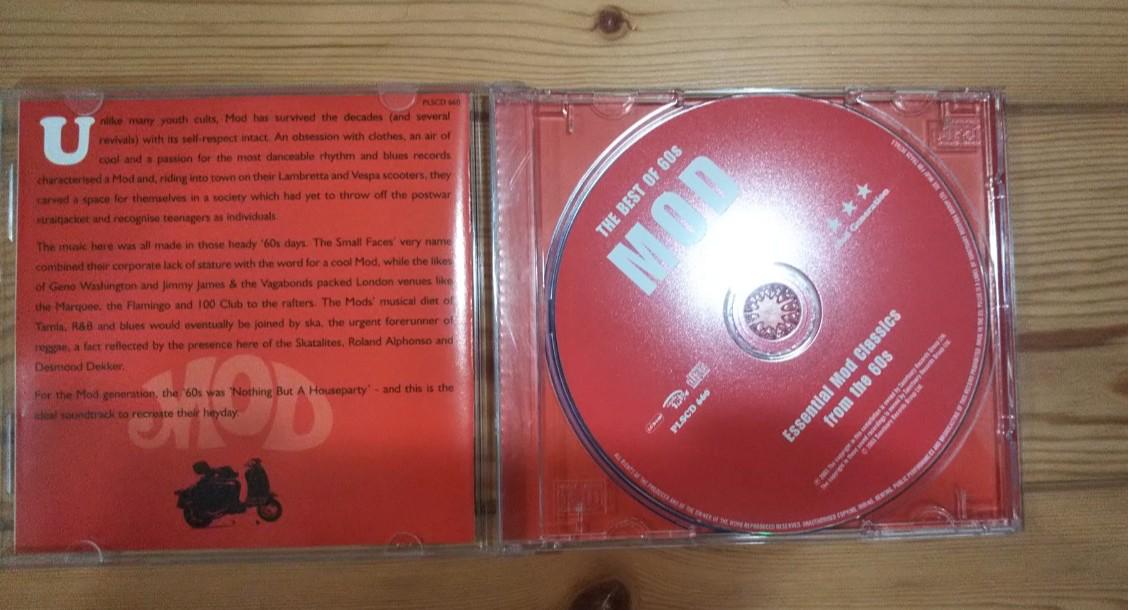 PLSCD 660
Unlike many youth cults, Mod has survived the decades (and several
revivals) with its self-respect intact. An obsession with clothes, an air of
cool and a passion for the most danceable rhythm and blues records
characterised a Mod and, riding into town on their Lambretta and Vespa scooters, they
carved a space for themselves in a society which had yet to throw off the postwar
straitjacket and recognise teenagers as individuals.
The music here was all made in those heady '60s days. The Small Faces' very name
combined their corporate lack of stature with the word for a cool Mod, while the likes
of Geno Washington and Jimmy James & the Vagabonds packed London venues like
the Marquee, the Flamingo and 100 Club to the rafters. The Mods' musical diet of
Tamla, R&B and blues would eventually be joined by ska, the urgent forerunner of
reggae, a fact reflected by the presence here of the Skatalites, Roland Alphonso and
Desmond Dekker.
For the Mod generation, the '60s was 'Nothing But A Houseparty' - and this is the
ideal soundtrack to recreate their heyday.
MOD
THE BEST OF 60s
MOD
Essential Mod Classics
from the 60s
PLSCD 660